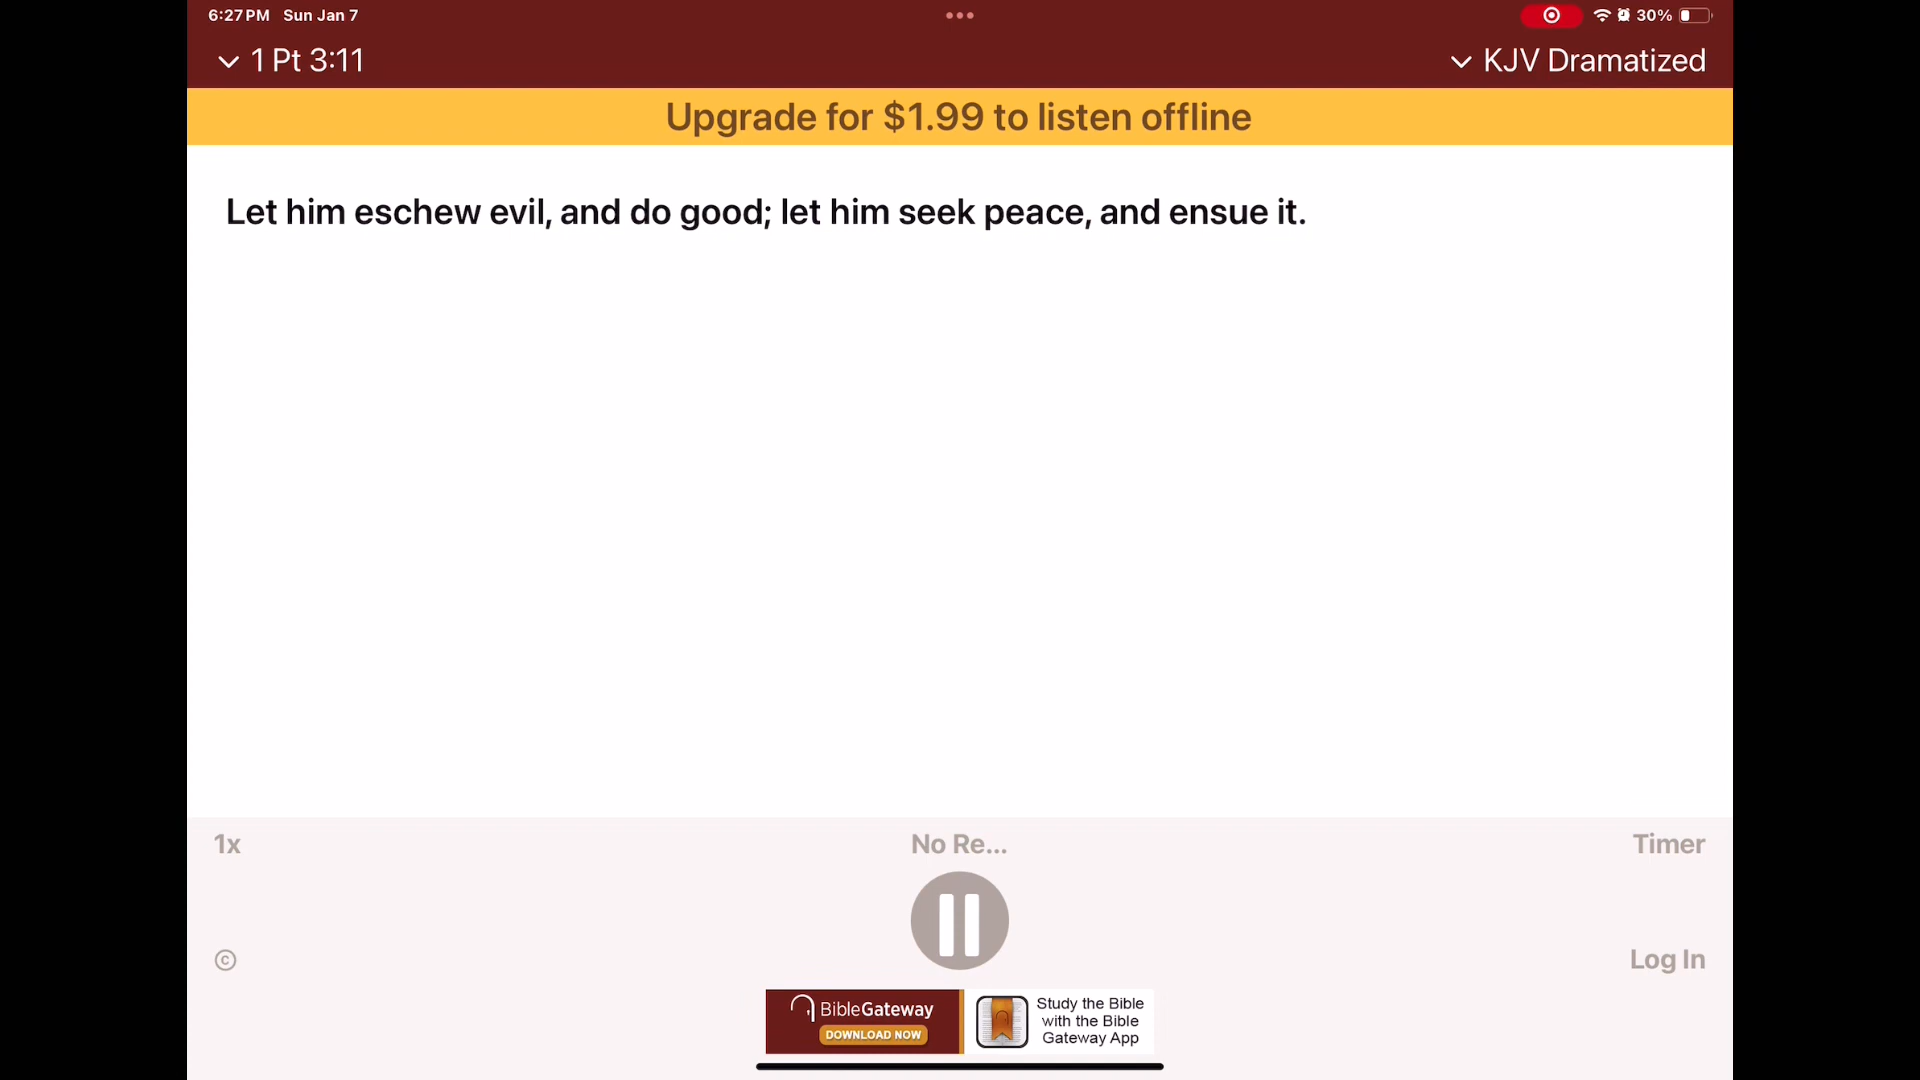 6:27 PM Sun Jan 7
30%
1 Pt 3:11
KJV Dramatized
Upgrade for $1.99 to listen offline
Let him eschew evil, and do good; let him seek peace, and ensue it.
1x
No Re...
Timer
©
Log In
BibleGateway
DOWNLOAD NOW
Study the Bible
with the Bible
Gateway App